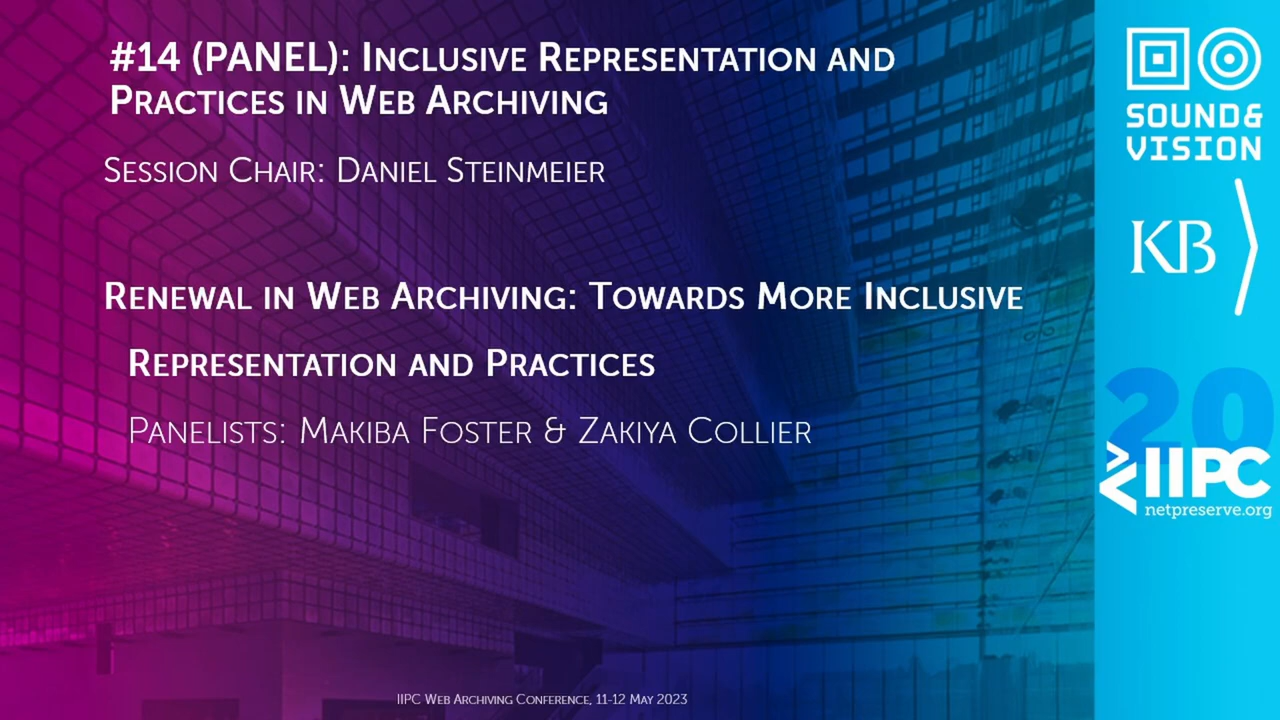 #14 (PANEL): INCLUSIVE REPRESENTATION AND
PRACTICES IN WEB ARCHIVING
SESSION CHAIR: DANIEL STEINMEIER
RENEWAL IN WEB ARCHIVING: TOWARDS MORE INCLUSIVE
REPRESENTATION AND PRACTICES
PANELISTS: MAKIBA FOSTER & ZAKIYA COLLIER
IIPC WEB ARCHIVING CONFERENCE, 11-12 MAY 2023
SOUND&
VISION
KB
20
IIPC
netpreserve.org